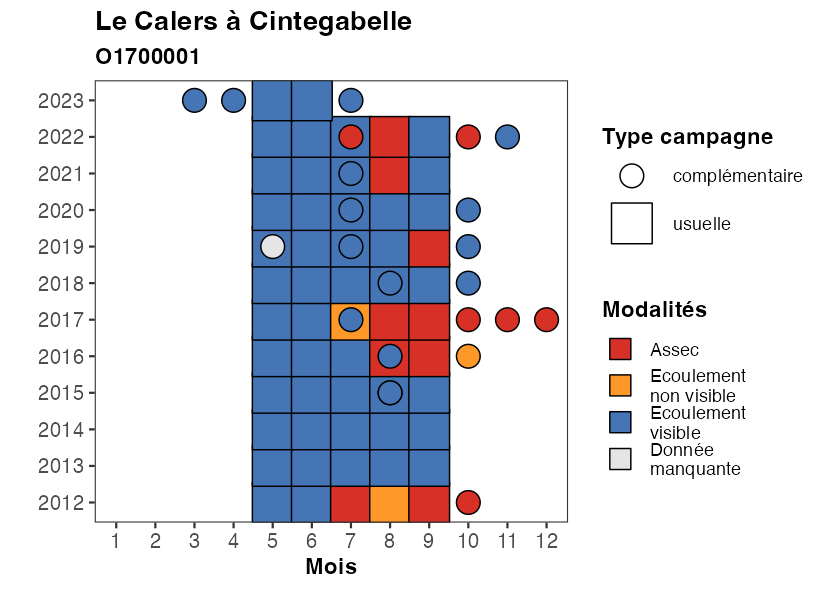 Le Calers à Cintegabelle
O1700001
2023
2022
2021
2020
2019
2018
2017
2016
2015
2014
2013
2012
1 2 3 4 5 6 7 8 9 10 11 12
Mois
Type campagne
complémentaire
usuelle
Modalités
Assec
Ecoulement
non visible
Ecoulement
visible
Donnée
manquante